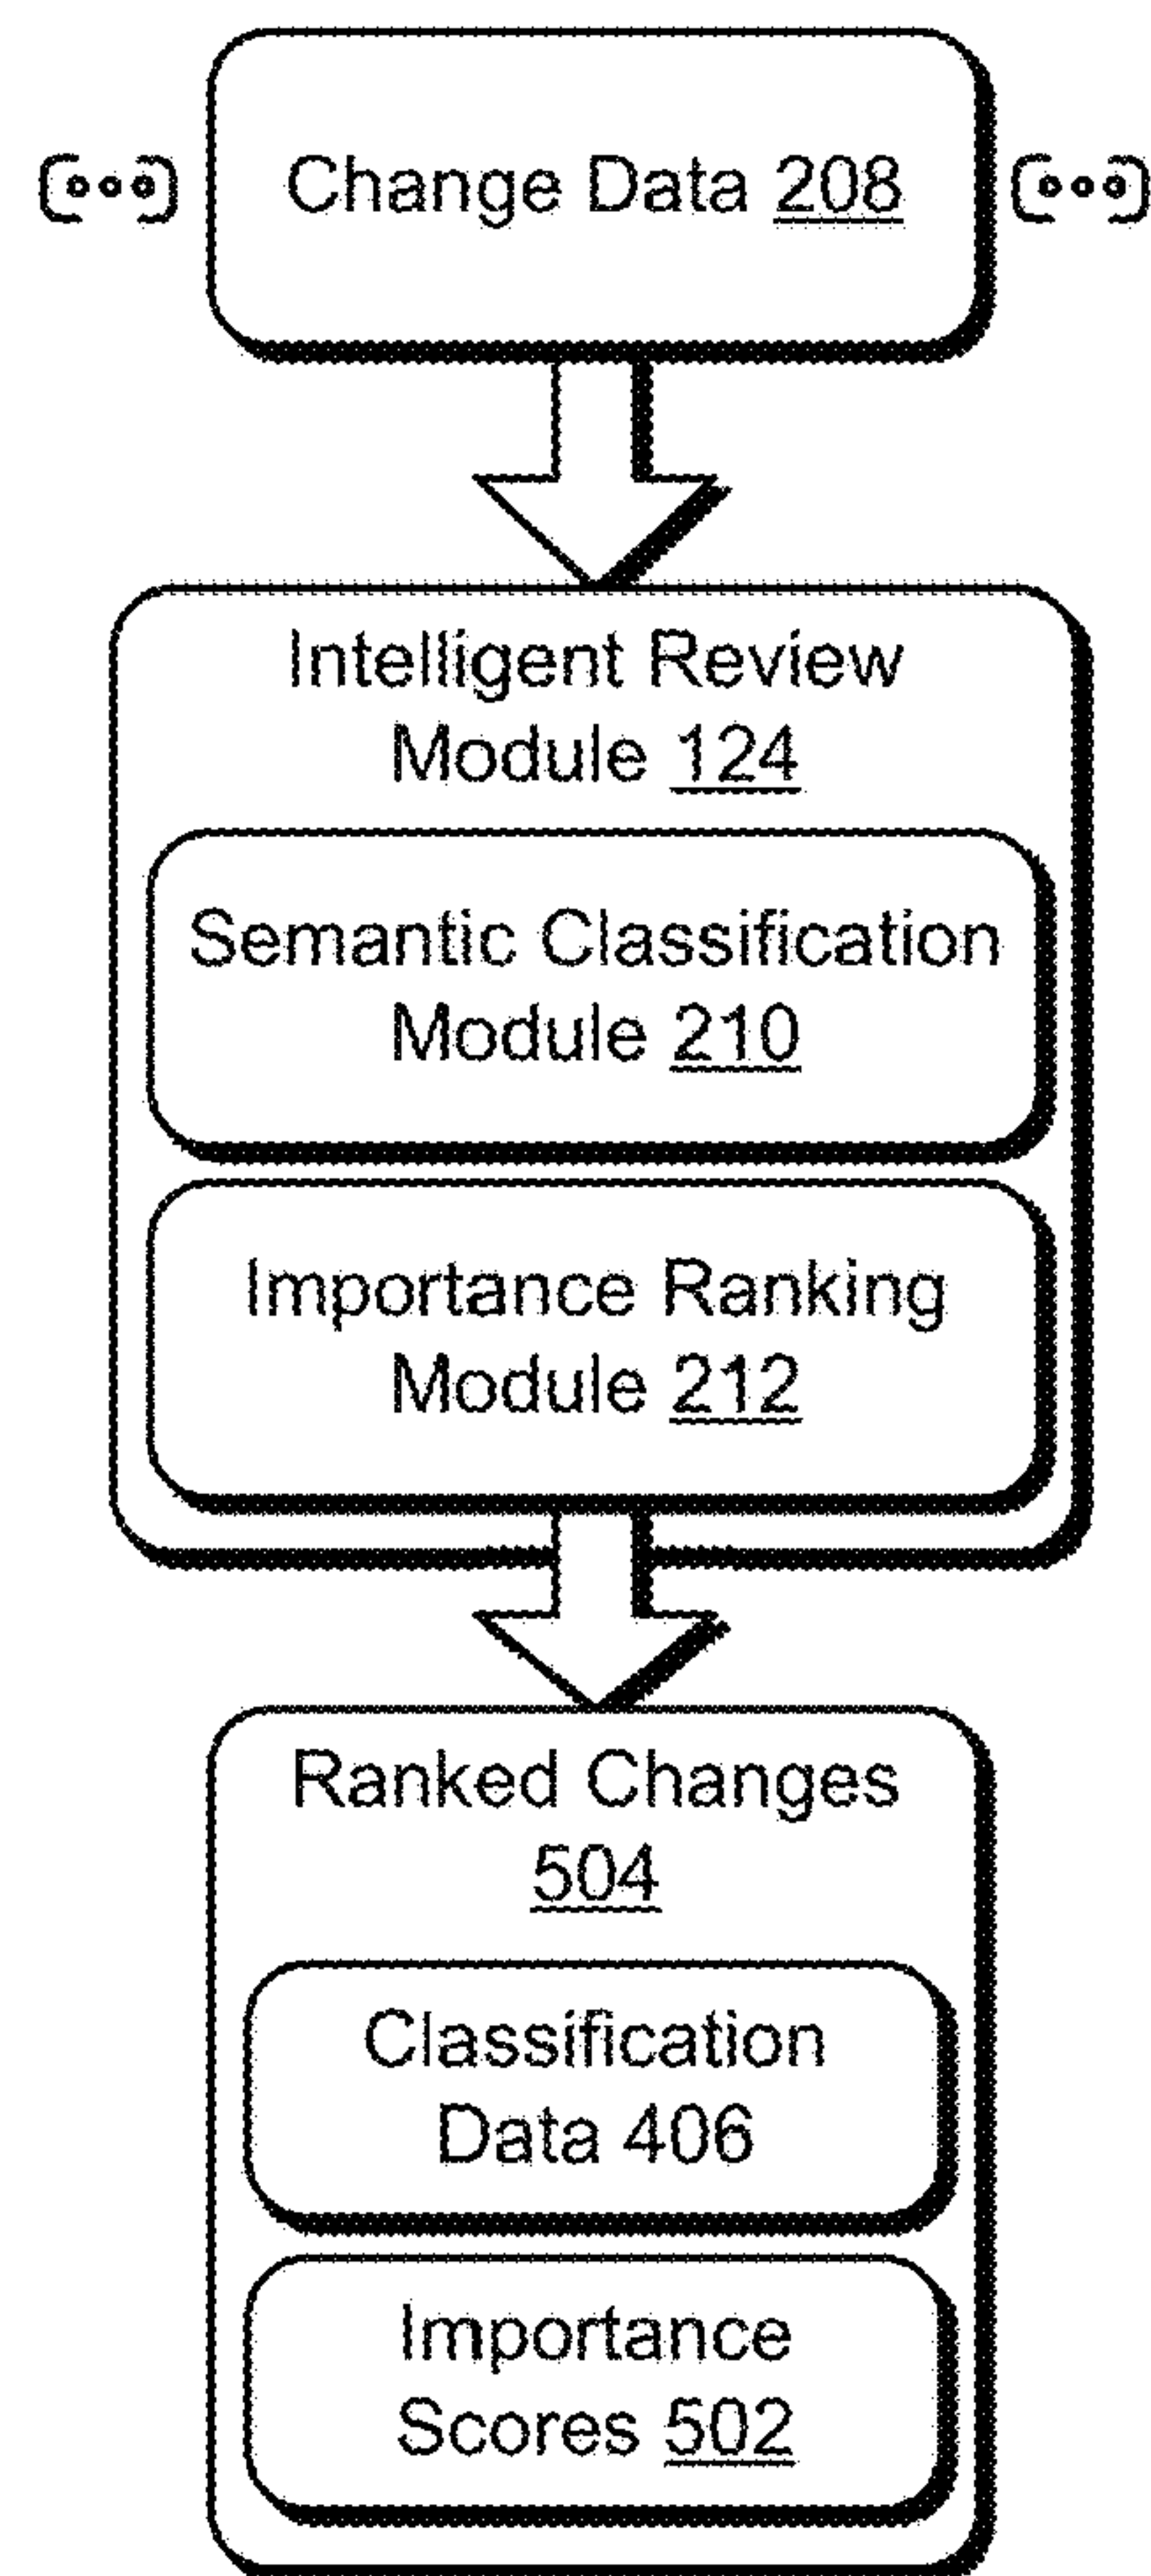 Change Data 208
Intelligent Review
Module 124
Semantic Classification
Module 210
Importance Ranking
Module 212
Ranked Changes
504
Classification
Data 406
Importance
Scores 502